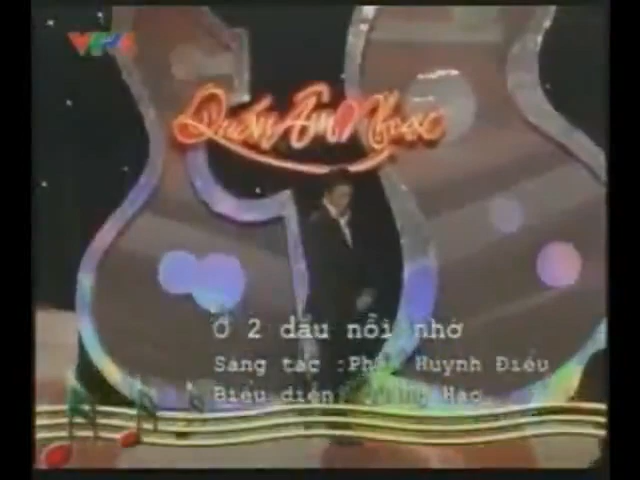 VTV
Quán Âm Nhạc
Ở 2 đầu nỗi nhớ
Sáng tác : Huỳnh Điểu
Biểu diễn: